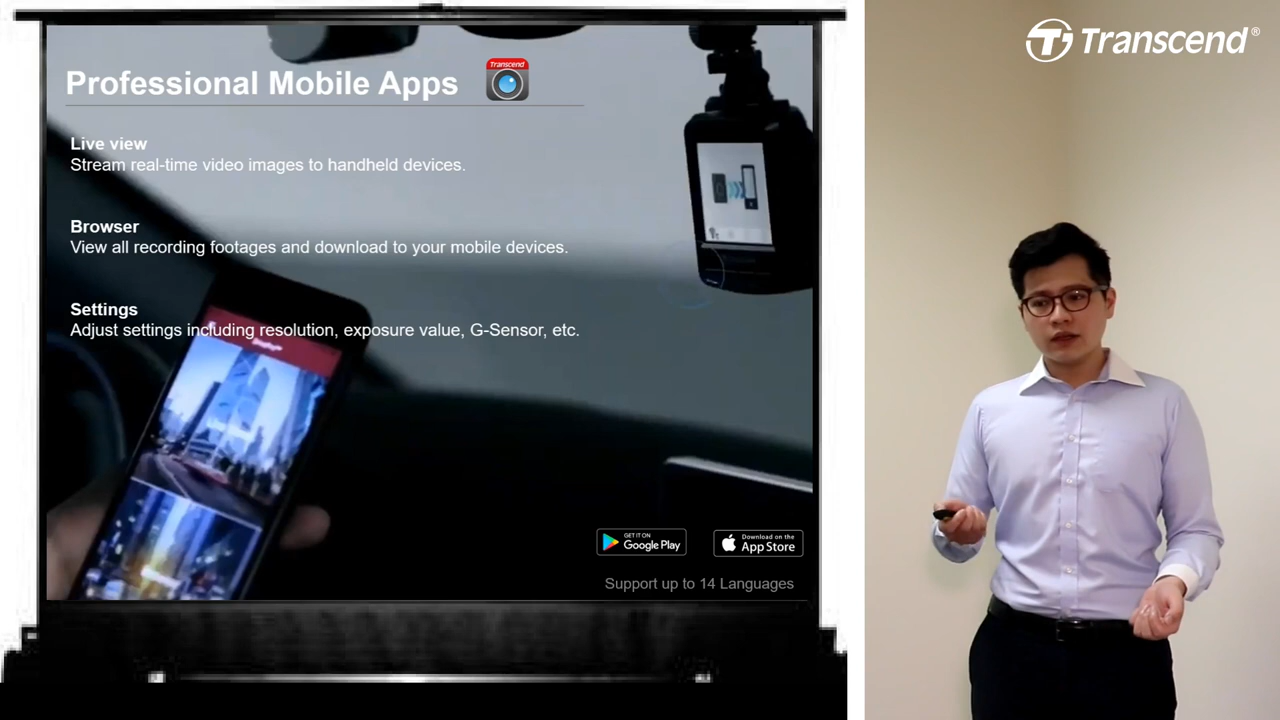 Professional Mobile Apps
Transcend
Live view
Stream real-time video images to handheld devices.
Browser
View all recording footages and download to your mobile devices.
Settings
Adjust settings including resolution, exposure value, G-Sensor, etc.
GET IT ON
Google Play
Download on the
App Store
Support up to 14 Languages
Transcend®